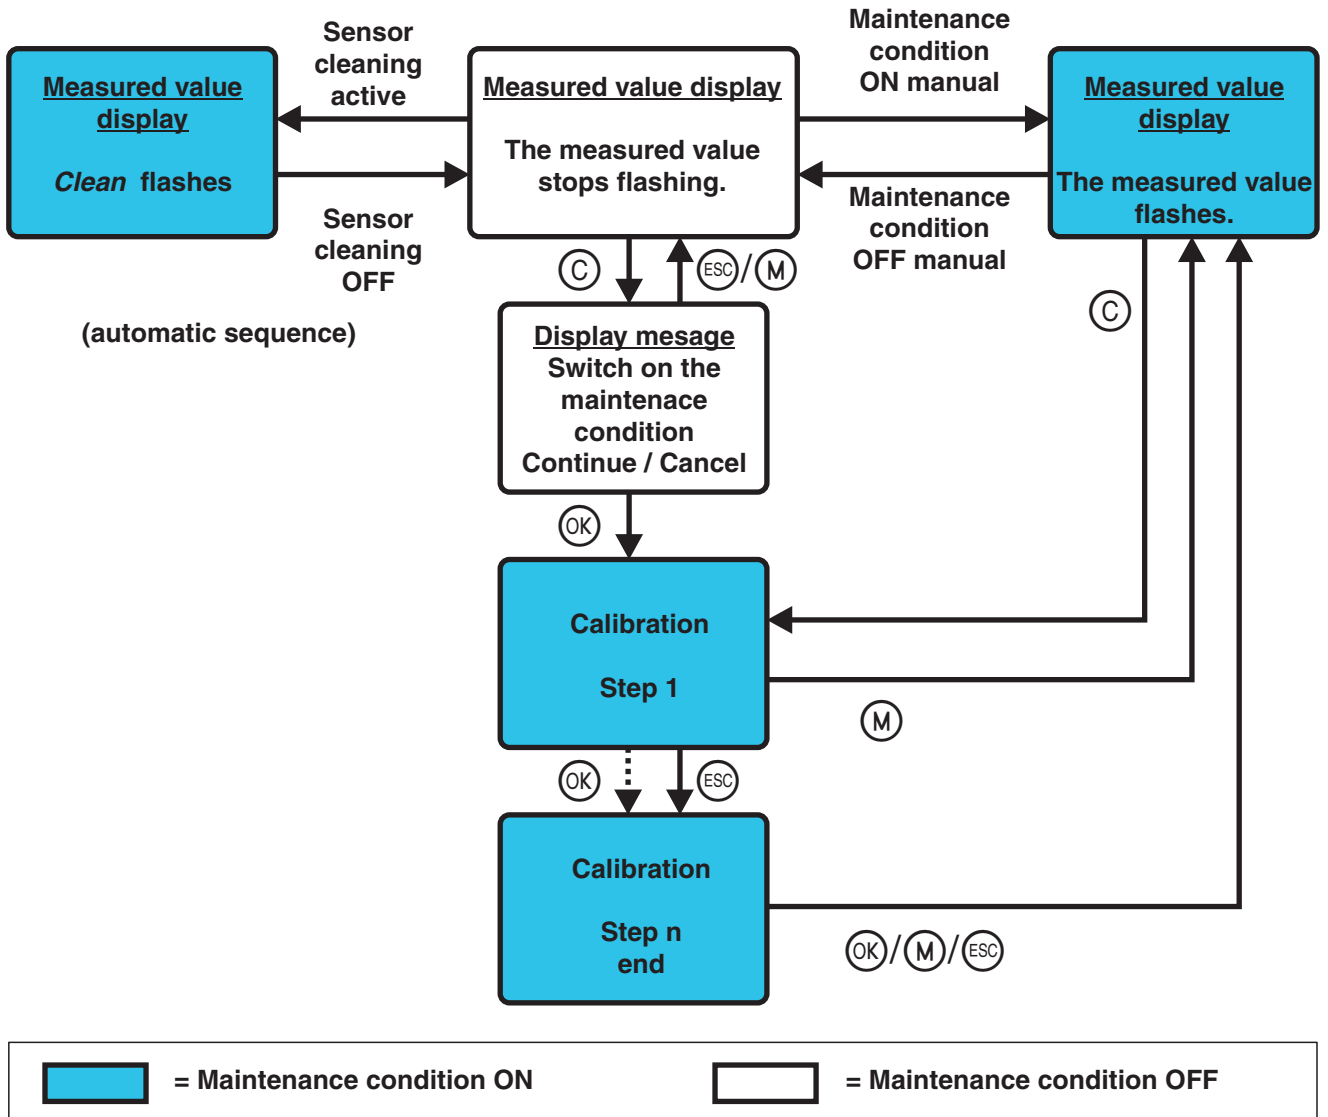 Measured value
display
Clean flashes
Sensor
cleaning
active
Sensor
cleaning
OFF
(automatic sequence)
Measured value display
The measured value
stops flashing.
Maintenance
condition
ON manual
Maintenance
condition
OFF manual
Measured value
display
The measured value
flashes.
C
ESC/M
C
Display mesage
Switch on the
maintenace
condition
Continue / Cancel
OK
Calibration
Step 1
M
OK
ESC
Calibration
Step n
end
OK/M/ESC
= Maintenance condition ON
= Maintenance condition OFF